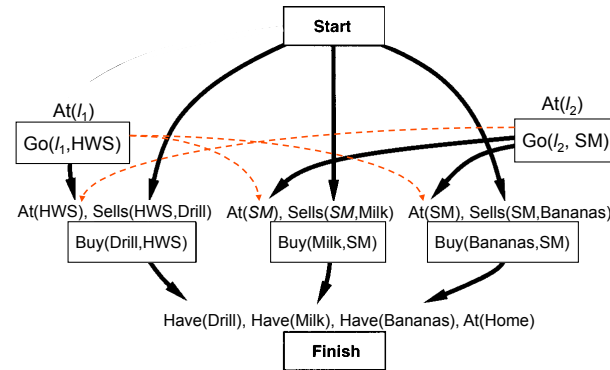 Start
At(l₁)
At(l₂)
Go(l₁,HWS)
Go(l₂, SM)
At(HWS), Sells(HWS,Drill)
At(SM), Sells(SM,Milk)
At(SM), Sells(SM,Bananas)
Buy(Drill,HWS)
Buy(Milk,SM)
Buy(Bananas,SM)
Have(Drill), Have(Milk), Have(Bananas), At(Home)
Finish